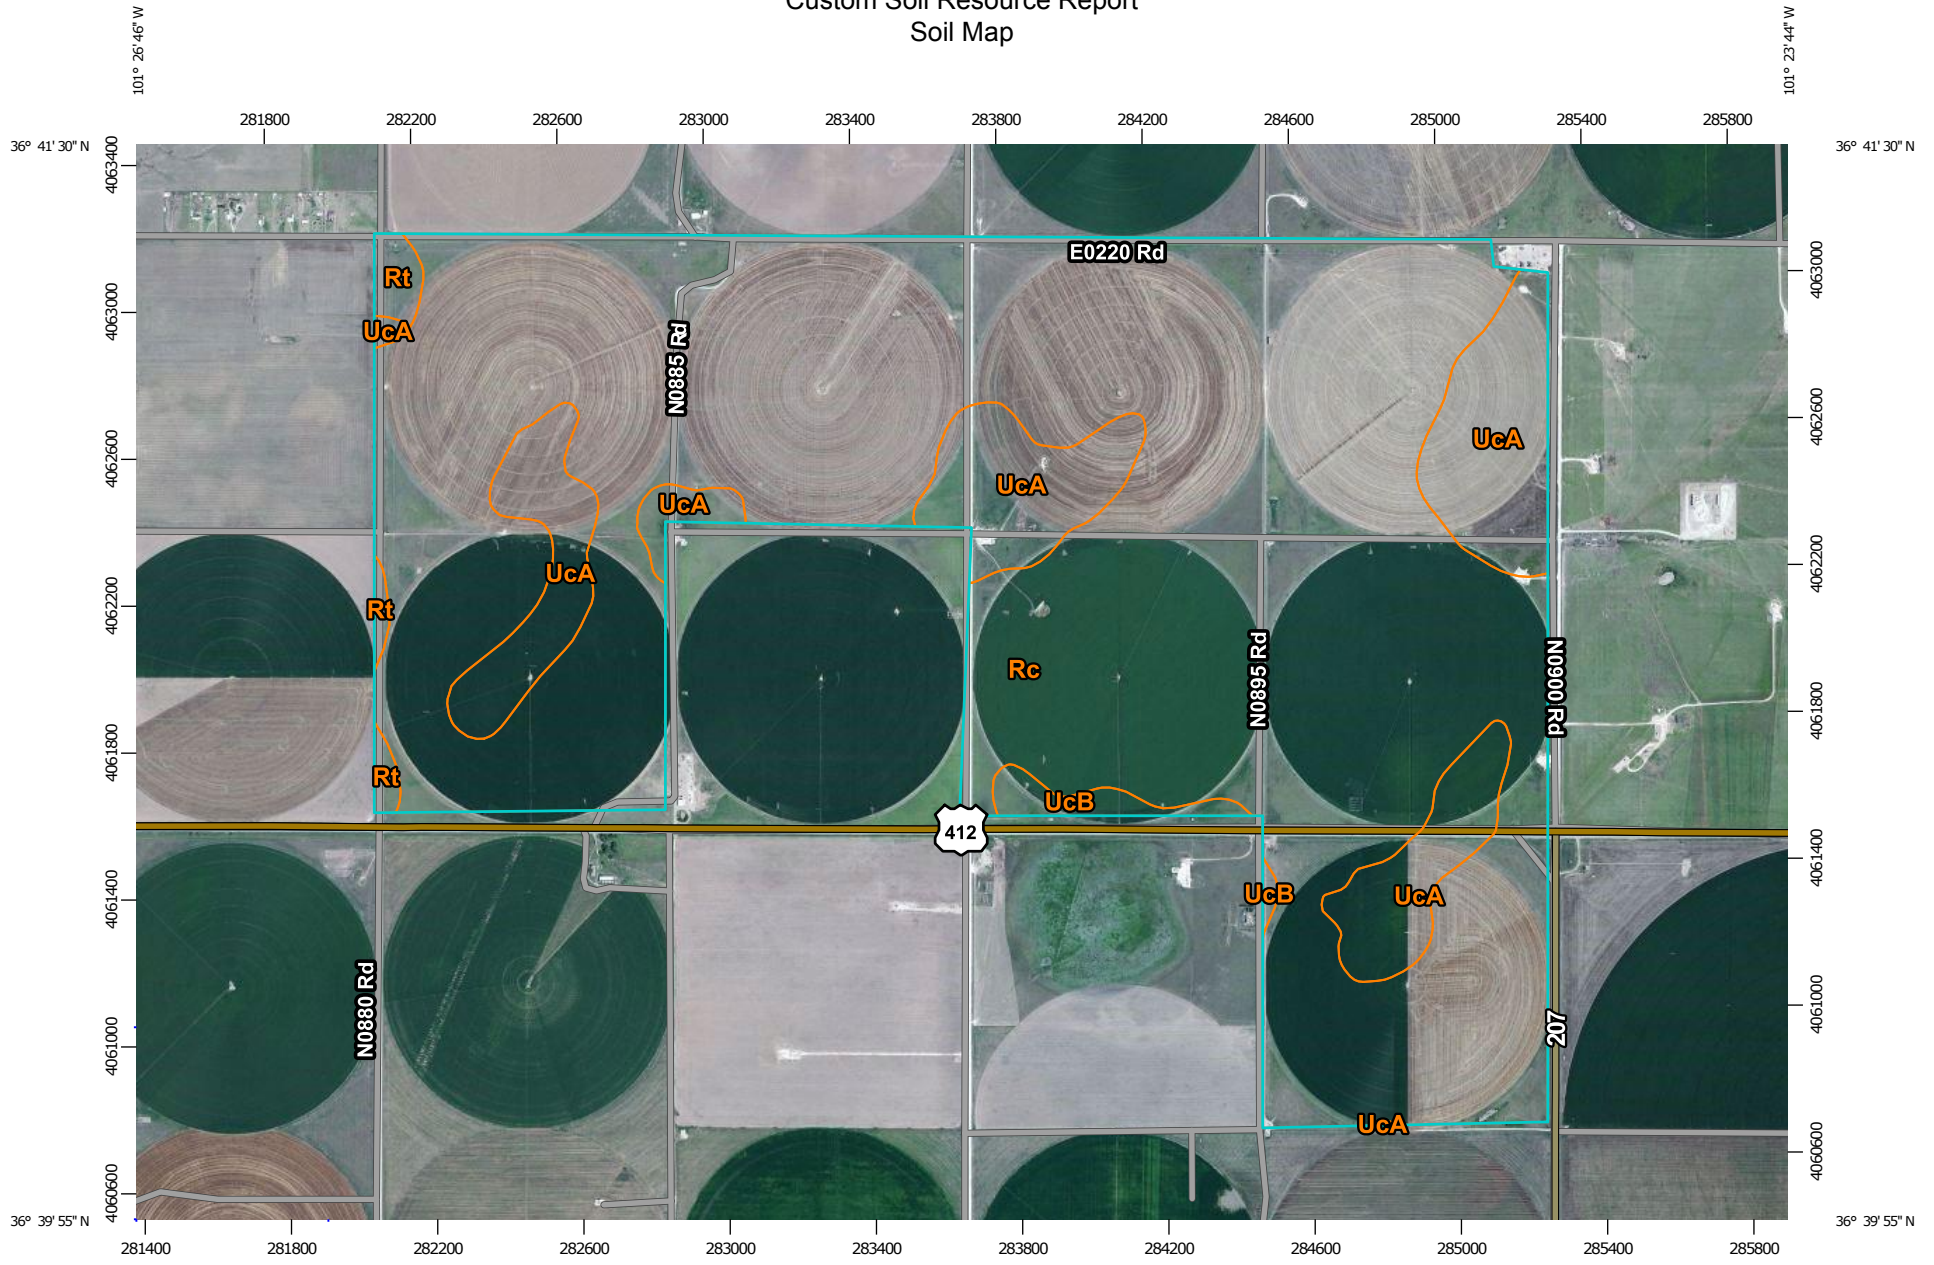 Custom Soil Resource Report
Soil Map
101° 26' 46" W
101° 23' 44" W
281800 282200 282600 283000 283400 283800 284200 284600 285000 285400 285800
36° 41' 30" N
36° 41' 30" N
4063400
4063000
4062600
4062200
4061800
4061400
4061000
4060600
4063000
4062600
4062200
4061800
4061400
4061000
4060600
E0220 Rd
Rt
UcA
N0885 Rd
UcA
UcA
UcA
UcA
Rt
Rc
N0895 Rd
N0900 Rd
Rt
UcB
412
UcB
UcA
N0880 Rd
207
UcA
36° 39' 55" N
36° 39' 55" N
281400 281800 282200 282600 283000 283400 283800 284200 284600 285000 285400 285800